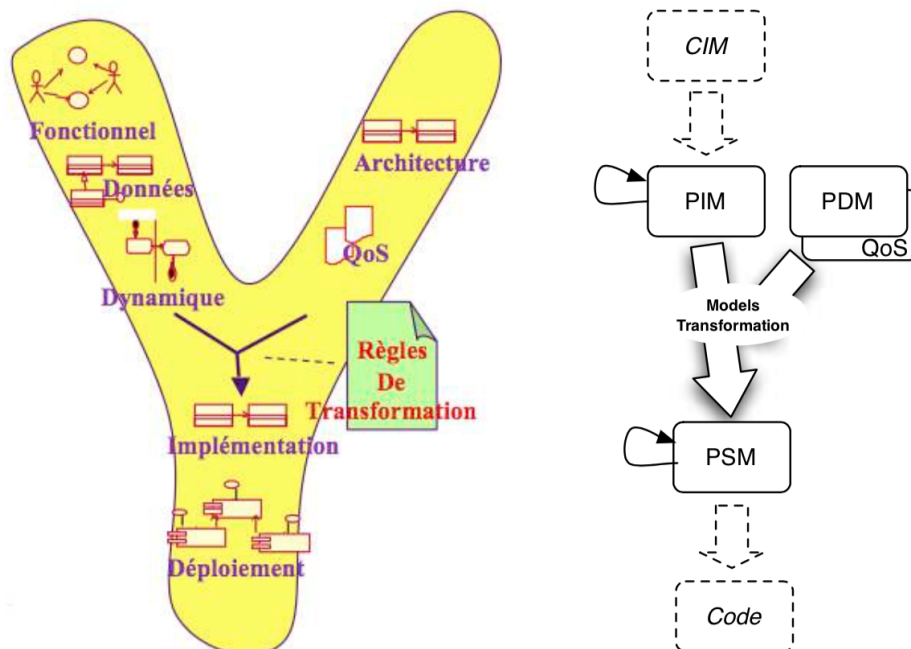 Fonctionnel
Données
Dynamique
Architecture
QoS
Règles
De
Transformation
Implémentation
Déploiement
CIM
PIM
PDM
QoS
Models
Transformation
PSM
Code